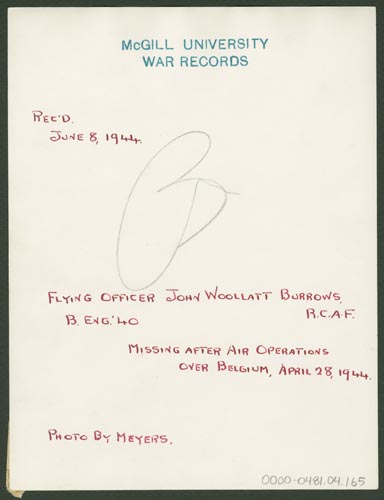 McGILL UNIVERSITY
WAR RECORDS
REC'D.
JUNE 8, 1944.
FLYING OFFICER JOHN WOOLLATT BURROWS,
B. ENG.'40 R.C.A.F.
MISSING AFTER AIR OPERATIONS
OVER BELGIUM, APRIL 28, 1944.
PHOTO BY MEYERS.
0000-0481.04.165